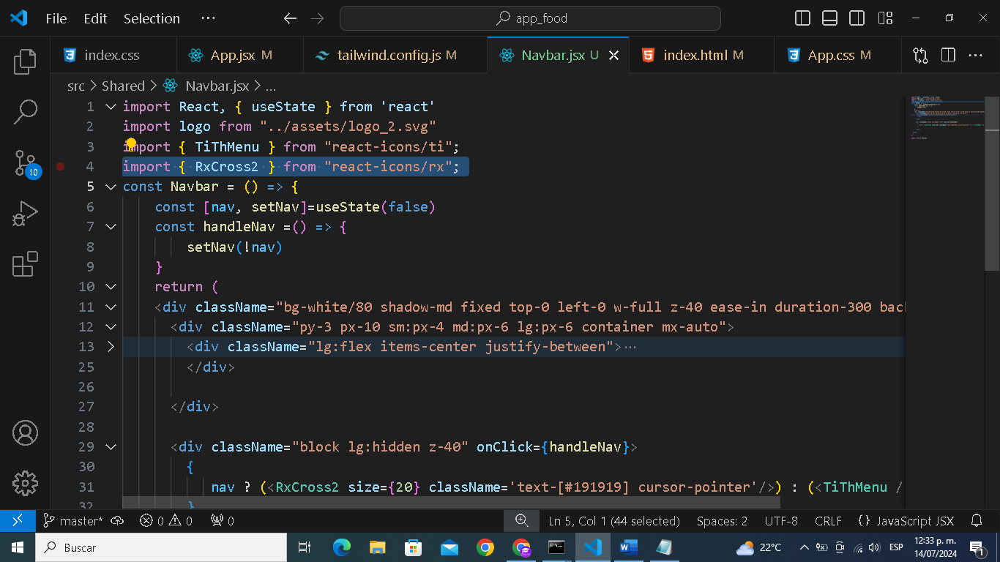 File Edit Selection ··· app_food
index.css App.jsx M tailwind.config.js M Navbar.jsx U index.html M App.css M ···
src > Shared > Navbar.jsx > ...
1 import React, { useState } from 'react'
2 import logo from "../assets/logo_2.svg"
3 import { TiThMenu } from "react-icons/ti";
4 import { RxCross2 } from "react-icons/rx";
5 const Navbar = () => {
6 const [nav, setNav]=useState(false)
7 const handleNav =() => {
8 setNav(!nav)
9 }
10 return (
11 <div className="bg-white/80 shadow-md fixed top-0 left-0 w-full z-40 ease-in duration-300 bac
12 <div className="py-3 px-10 sm:px-4 md:px-6 lg:px-6 container mx-auto">
13 <div className="lg:flex items-center justify-between">···
25 </div>
26
27 </div>
28
29 <div className="block lg:hidden z-40" onClick={handleNav}>
30 {
31 nav ? (<RxCross2 size={20} className='text-[#191919] cursor-pointer'/>) : (<TiThMenu /
32 }
10
master* 0 0 0 Ln 5, Col 1 (44 selected) Spaces: 2 UTF-8 CRLF {} JavaScript JSX
Buscar 22°C ESP 12:33 p. m. 1
14/07/2024